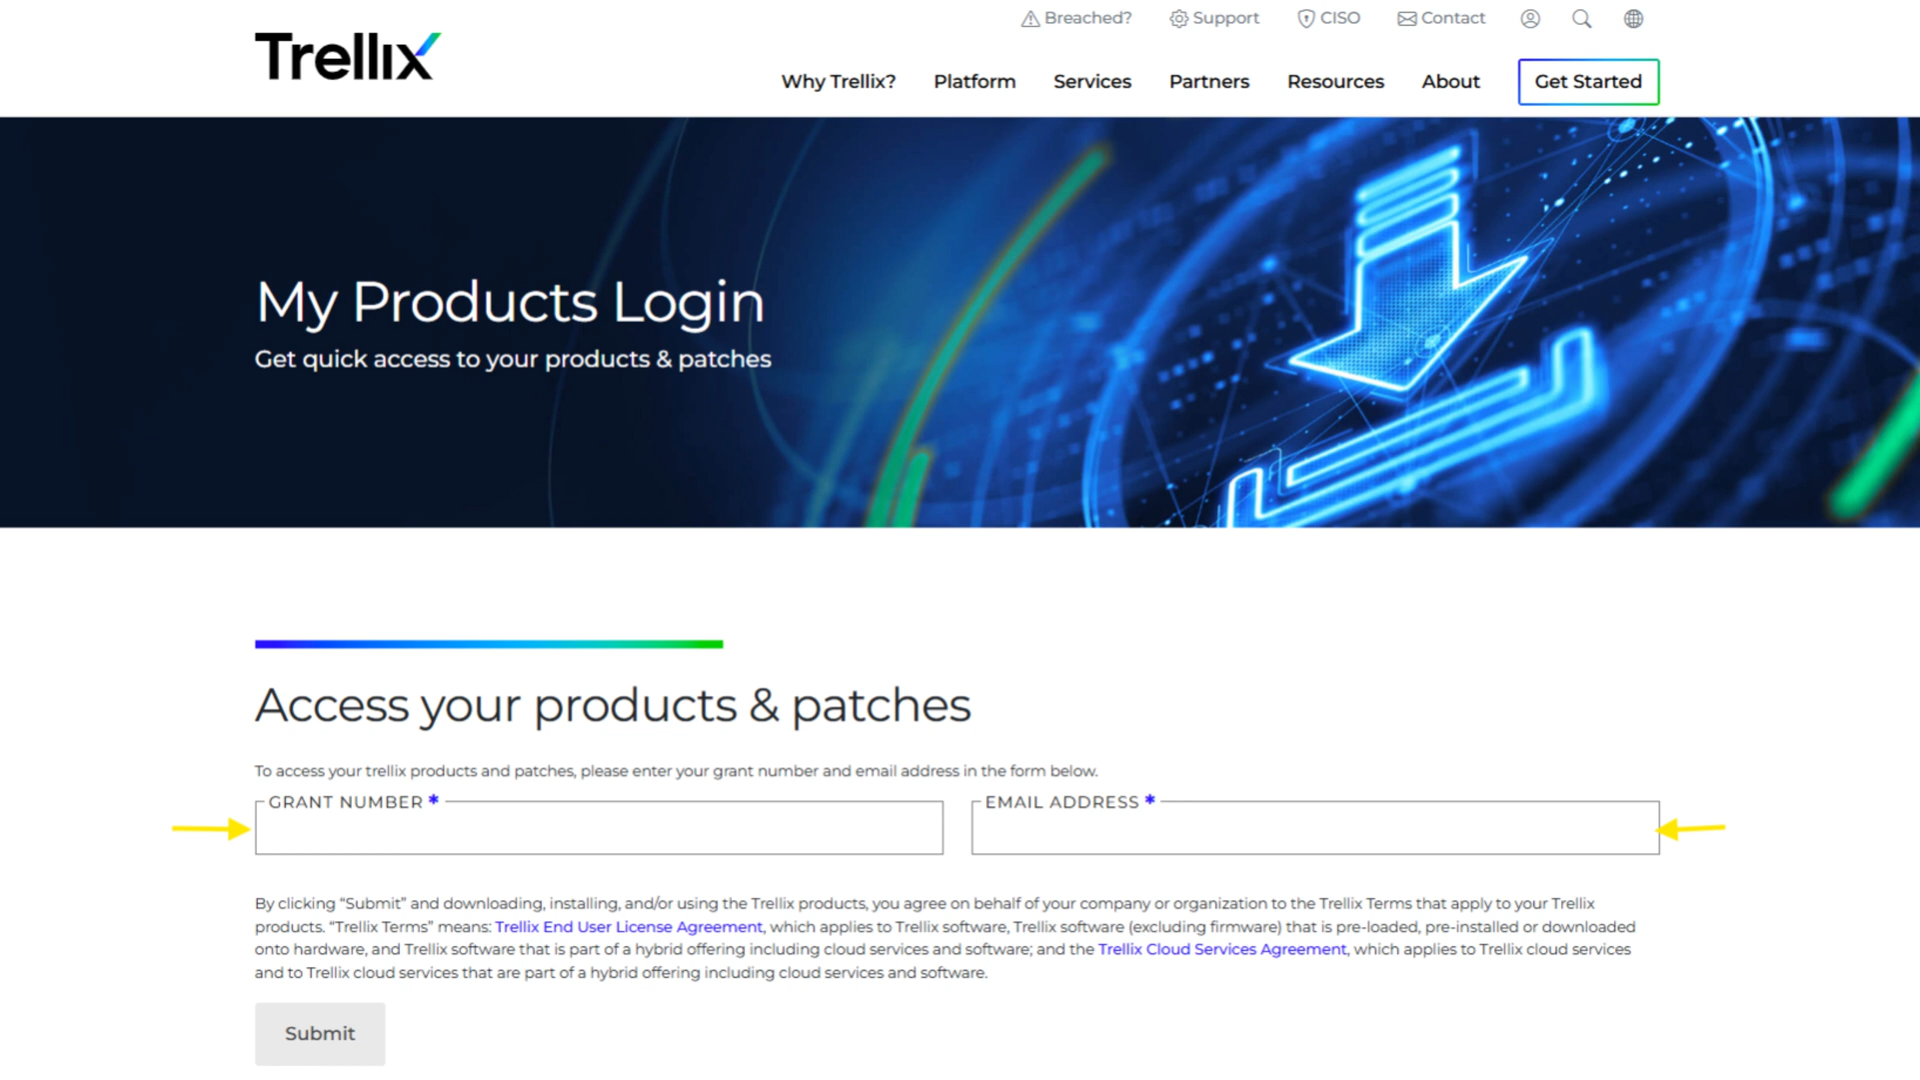 Breached? Support CISO Contact
Trellix
Why Trellix? Platform Services Partners Resources About Get Started
My Products Login
Get quick access to your products & patches
Access your products & patches
To access your trellix products and patches, please enter your grant number and email address in the form below.
GRANT NUMBER * EMAIL ADDRESS *
By clicking “Submit” and downloading, installing, and/or using the Trellix products, you agree on behalf of your company or organization to the Trellix Terms that apply to your Trellix
products. “Trellix Terms” means: Trellix End User License Agreement, which applies to Trellix software, Trellix software (excluding firmware) that is pre-loaded, pre-installed or downloaded
onto hardware, and Trellix software that is part of a hybrid offering including cloud services and software; and the Trellix Cloud Services Agreement, which applies to Trellix cloud services
and to Trellix cloud services that are part of a hybrid offering including cloud services and software.
Submit